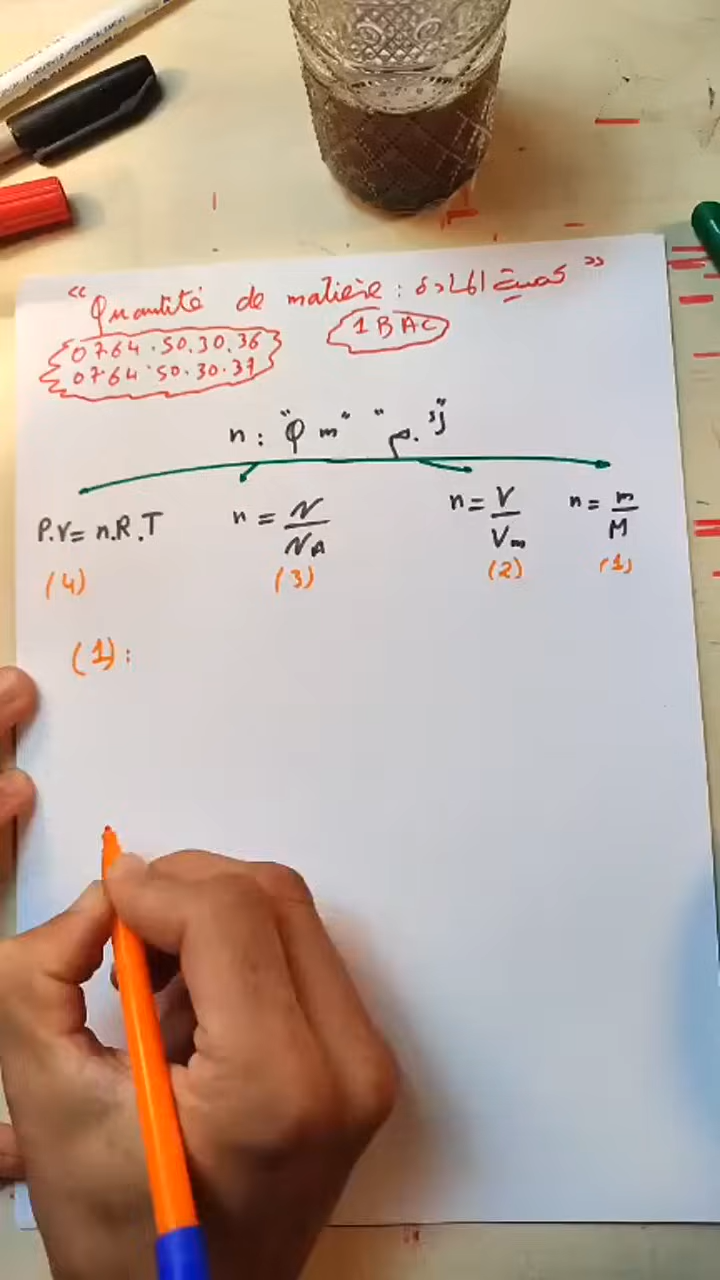 " Quantité de matière : كمية المادة "
1 BAC
0764.50.30.36
0764.50.30.37
n : "Q m" "ك.م"
P.V= n.R.T
n = N / NA
n = V / Vm
n = m / M
(4) (3) (2) (1)
(1) :